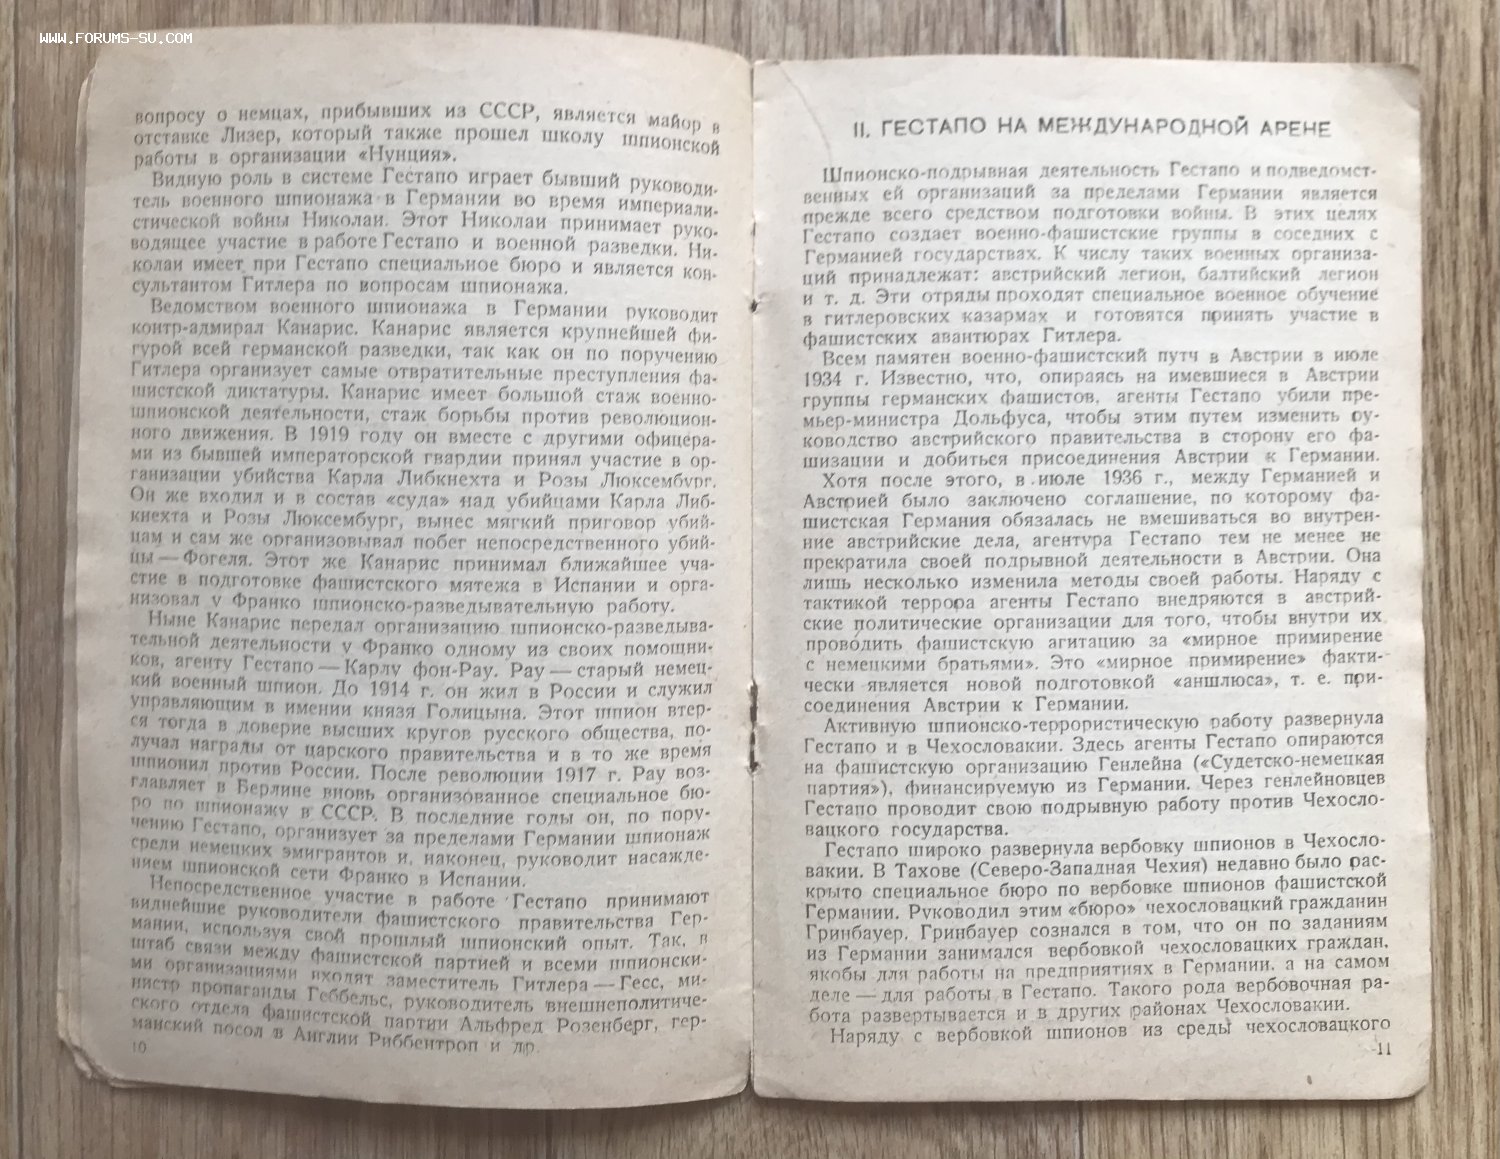 WWW.FORUMS-SU.COM
вопросу о немцах, прибывших из СССР, является майор в
отставке Лизер, который также прошел школу шпионской
работы в организации «Нунция».
Видную роль в системе Гестапо играет бывший руководи-
тель военного шпионажа в Германии во время империали-
стической войны Николаи. Этот Николаи принимает руко-
водящее участие в работе Гестапо и военной разведки. Ни-
колаи имеет при Гестапо специальное бюро и является кон-
сультантом Гитлера по вопросам шпионажа.
Ведомством военного шпионажа в Германии руководит
контр-адмирал Канарис. Канарис является крупнейшей фи-
гурой всей германской разведки, так как он по поручению
Гитлера организует самые отвратительные преступления фа-
шистской диктатуры. Канарис имеет большой стаж военно-
шпионской деятельности, стаж борьбы против революцион-
ного движения. В 1919 году он вместе с другими офицера-
ми из бывшей императорской гвардии принял участие в ор-
ганизации убийства Карла Либкнехта и Розы Люксембург.
Он же входил и в состав «суда» над убийцами Карла Либ-
кнехта и Розы Люксембург, вынес мягкий приговор убий-
цам и сам же организовывал побег непосредственного убий-
цы — Фогеля. Этот же Канарис принимал ближайшее уча-
стие в подготовке фашистского мятежа в Испании и орга-
низовал у Франко шпионско-разведывательную работу.
Ныне Канарис передал организацию шпионско-разведыва-
тельной деятельности у Франко одному из своих помощни-
ков, агенту Гестапо — Карлу фон-Рау. Рау — старый немец-
кий военный шпион. До 1914 г. он жил в России и служил
управляющим в имении князя Голицына. Этот шпион втер-
ся тогда в доверие высших кругов русского общества, по-
лучал награды от царского правительства и в то же время
шпионил против России. После революции 1917 г. Рау воз-
главляет в Берлине вновь организованное специальное бю-
ро по шпионажу в СССР. В последние годы он, по пору-
чению Гестапо, организует за пределами Германии шпионаж
среди немецких эмигрантов и, наконец, руководит насажде-
нием шпионской сети Франко в Испании.
Непосредственное участие в работе Гестапо принимают
виднейшие руководители фашистского правительства Гер-
мании, используя свой прошлый шпионский опыт. Так, в
штаб связи между фашистской партией и всеми шпионски-
ми организациями входят заместитель Гитлера — Гесс, ми-
нистр пропаганды Геббельс, руководитель внешнеполитиче-
ского отдела фашистской партии Альфред Розенберг, гер-
манский посол в Англии Риббентроп и др.
10
II. ГЕСТАПО НА МЕЖДУНАРОДНОЙ АРЕНЕ
Шпионско-подрывная деятельность Гестапо и подведомст-
венных ей организаций за пределами Германии является
прежде всего средством подготовки войны. В этих целях
Гестапо создает военно-фашистские группы в соседних с
Германией государствах. К числу таких военных организа-
ций принадлежат: австрийский легион, балтийский легион
и т. д. Эти отряды проходят специальное военное обучение
в гитлеровских казармах и готовятся принять участие в
фашистских авантюрах Гитлера.
Всем памятен военно-фашистский путч в Австрии в июле
1934 г. Известно, что, опираясь на имевшиеся в Австрии
группы германских фашистов, агенты Гестапо убили пре-
мьер-министра Дольфуса, чтобы этим путем изменить ру-
ководство австрийского правительства в сторону его фа-
шизации и добиться присоединения Австрии к Германии.
Хотя после этого, в июле 1936 г., между Германией и
Австрией было заключено соглашение, по которому фа-
шистская Германия обязалась не вмешиваться во внутрен-
ние австрийские дела, агентура Гестапо тем не менее не
прекратила своей подрывной деятельности в Австрии. Она
лишь несколько изменила методы своей работы. Наряду с
тактикой террора агенты Гестапо внедряются в австрий-
ские политические организации для того, чтобы внутри их
проводить фашистскую агитацию за «мирное примирение
с немецкими братьями». Это «мирное примирение» факти-
чески является новой подготовкой «аншлюса», т. е. при-
соединения Австрии к Германии.
Активную шпионско-террористическую работу развернула
Гестапо и в Чехословакии. Здесь агенты Гестапо опираются
на фашистскую организацию Генлейна («Судетско-немецкая
партия»), финансируемую из Германии. Через генлейновцев
Гестапо проводит свою подрывную работу против Чехосло-
вацкого государства.
Гестапо широко развернула вербовку шпионов в Чехосло-
вакии. В Тахове (Северо-Западная Чехия) недавно было рас-
крыто специальное бюро по вербовке шпионов фашистской
Германии. Руководил этим «бюро» чехословацкий гражданин
Гринбауер. Гринбауер сознался в том, что он по заданиям
из Германии занимался вербовкой чехословацких граждан,
якобы для работы на предприятиях в Германии, а на самом
деле — для работы в Гестапо. Такого рода вербовочная ра-
бота развертывается и в других районах Чехословакии.
Наряду с вербовкой шпионов из среды чехословацкого
11